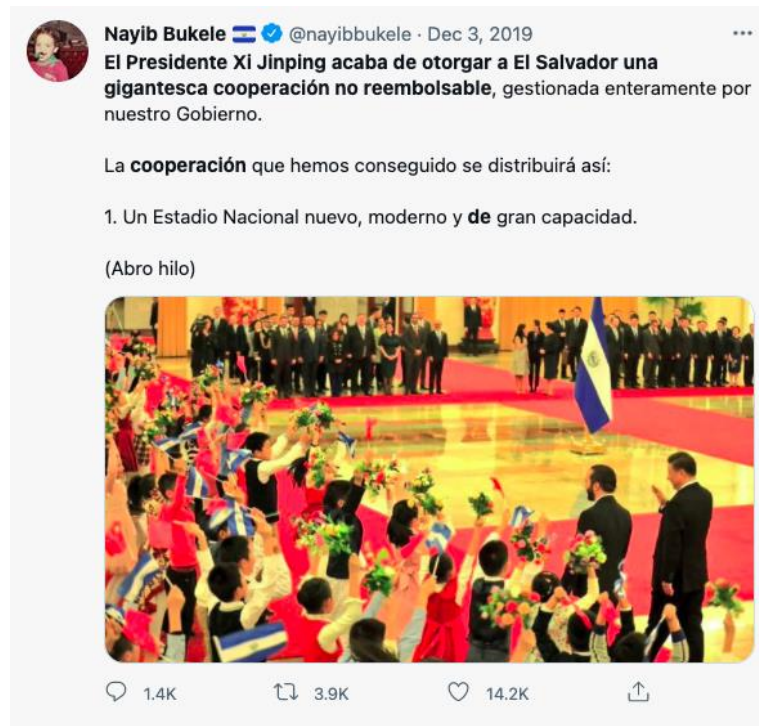 Nayib Bukele @nayibbukele · Dec 3, 2019
El Presidente Xi Jinping acaba de otorgar a El Salvador una
gigantesca cooperación no reembolsable, gestionada enteramente por
nuestro Gobierno.
La cooperación que hemos conseguido se distribuirá así:
1. Un Estadio Nacional nuevo, moderno y de gran capacidad.
(Abro hilo)
1.4K 3.9K 14.2K